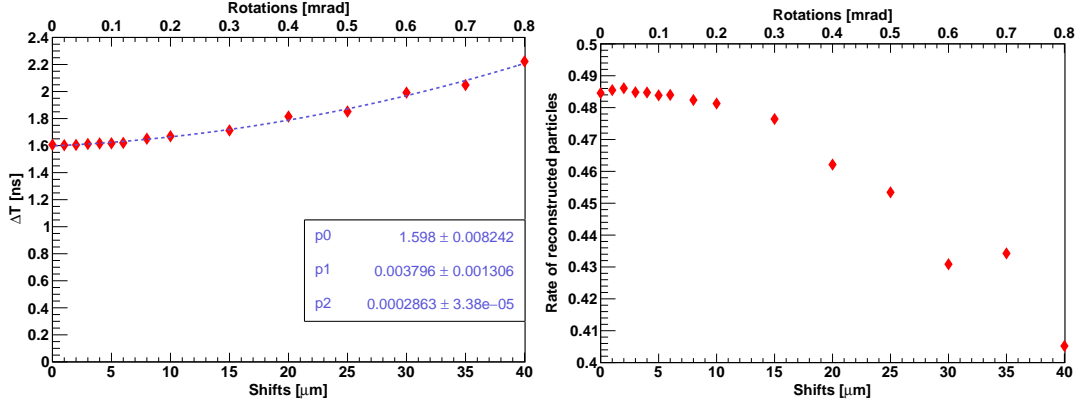 Rotations [mrad]
0 0.1 0.2 0.3 0.4 0.5 0.6 0.7 0.8
2.4
2.2
2
1.8
1.6
1.4
1.2
1
0.8
0.6
0.4
0.2
0
ΔT [ns]
p0 1.598 ± 0.008242
p1 0.003796 ± 0.001306
p2 0.0002863 ± 3.38e−05
0 5 10 15 20 25 30 35 40
Shifts [μm]
Rotations [mrad]
0 0.1 0.2 0.3 0.4 0.5 0.6 0.7 0.8
0.5
0.49
0.48
0.47
0.46
0.45
0.44
0.43
0.42
0.41
0.4
Rate of reconstructed particles
0 5 10 15 20 25 30 35 40
Shifts [μm]